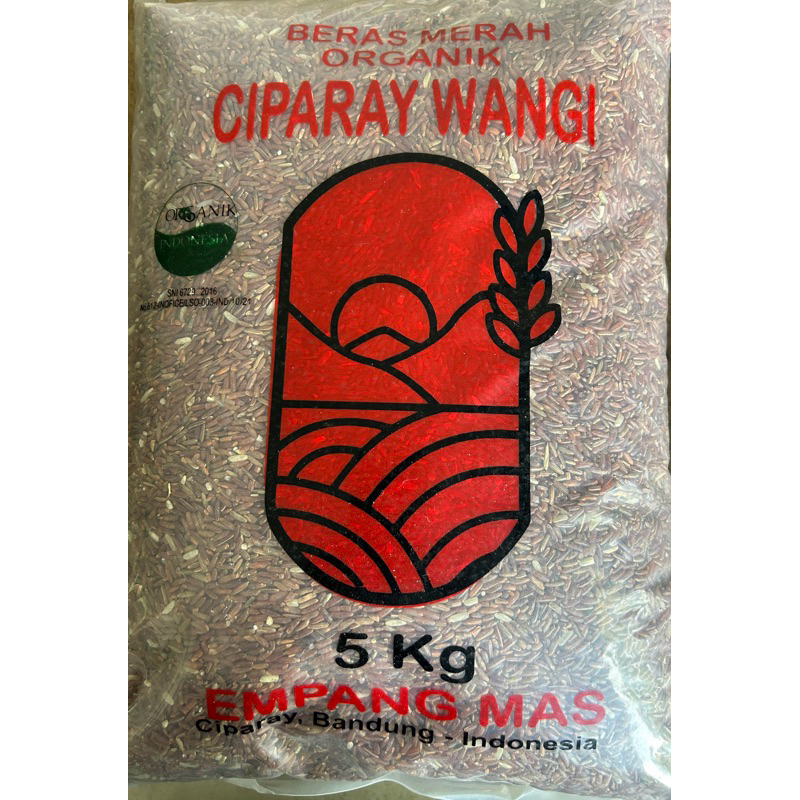 BERAS MERAH
ORGANIK
CIPARAY WANGI
ORGANIK
INDONESIA
SNI 6729 : 2016
5 Kg
EMPANG MAS
Ciparay, Bandung - Indonesia